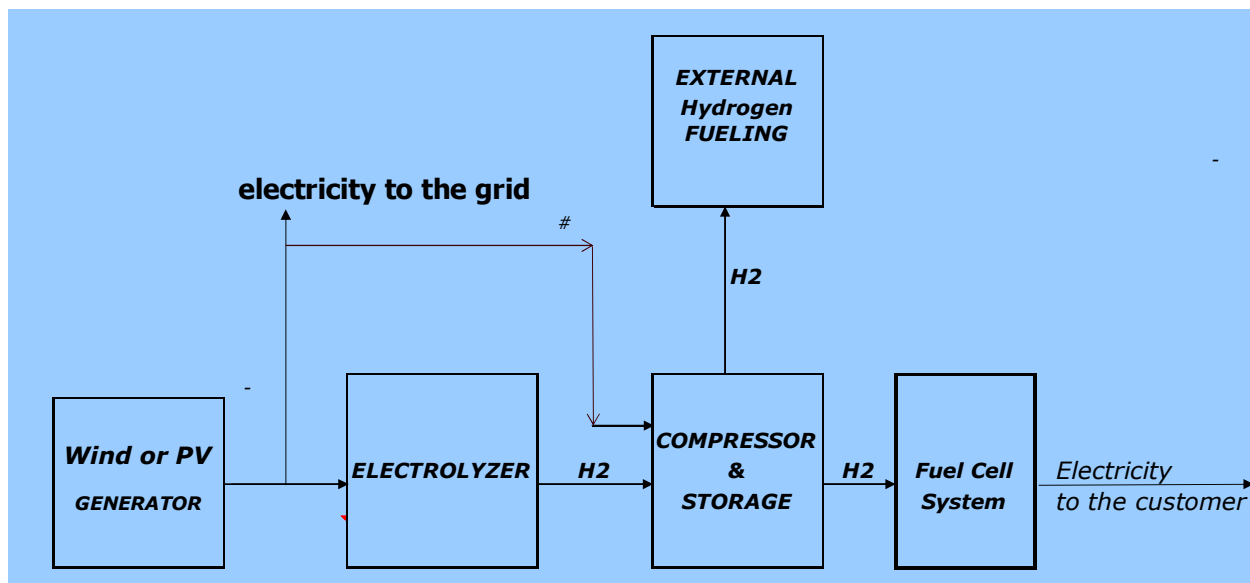 EXTERNAL
Hydrogen
FUELING
-
electricity to the grid
#
H2
-
Wind or PV
GENERATOR
ELECTROLYZER
H2
COMPRESSOR
&
STORAGE
H2
Fuel Cell
System
Electricity
to the customer